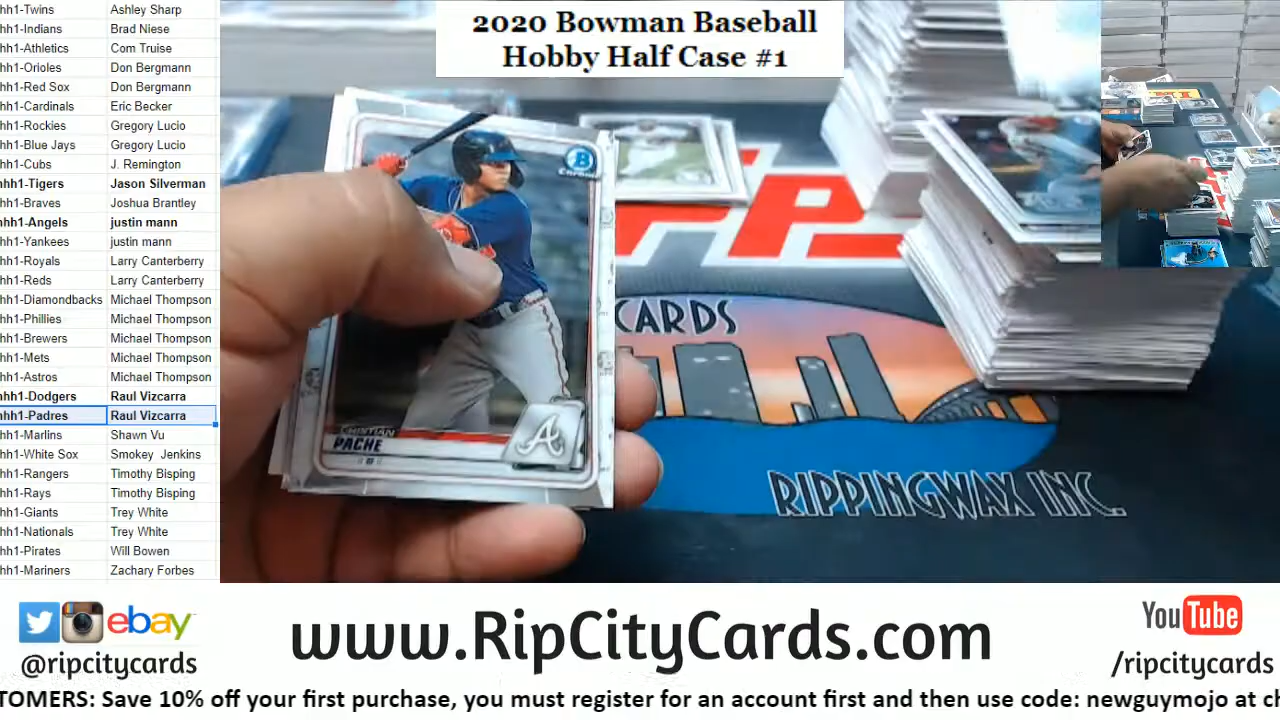 2020 Bowman Baseball
Hobby Half Case #1
hh1-Twins Ashley Sharp
hh1-Indians Brad Niese
hh1-Athletics Com Truise
hh1-Orioles Don Bergmann
hh1-Red Sox Don Bergmann
hh1-Cardinals Eric Becker
hh1-Rockies Gregory Lucio
hh1-Blue Jays Gregory Lucio
hh1-Cubs J. Remington
hh1-Tigers Jason Silverman
hh1-Braves Joshua Brantley
hh1-Angels justin mann
hh1-Yankees justin mann
hh1-Royals Larry Canterberry
hh1-Reds Larry Canterberry
hh1-Diamondbacks Michael Thompson
hh1-Phillies Michael Thompson
hh1-Brewers Michael Thompson
hh1-Mets Michael Thompson
hh1-Astros Michael Thompson
hh1-Dodgers Raul Vizcarra
hh1-Padres Raul Vizcarra
hh1-Marlins Shawn Vu
hh1-White Sox Smokey Jenkins
hh1-Rangers Timothy Bisping
hh1-Rays Timothy Bisping
hh1-Giants Trey White
hh1-Nationals Trey White
hh1-Pirates Will Bowen
hh1-Mariners Zachary Forbes
B
Chrome
CRISTIAN
PACHE
A
P
CARDS
RIPPINGWAX INC.
ebay
@ripcitycards
www.RipCityCards.com
YouTube
/ripcitycards
TOMERS: Save 10% off your first purchase, you must register for an account first and then use code: newguymojo at ch